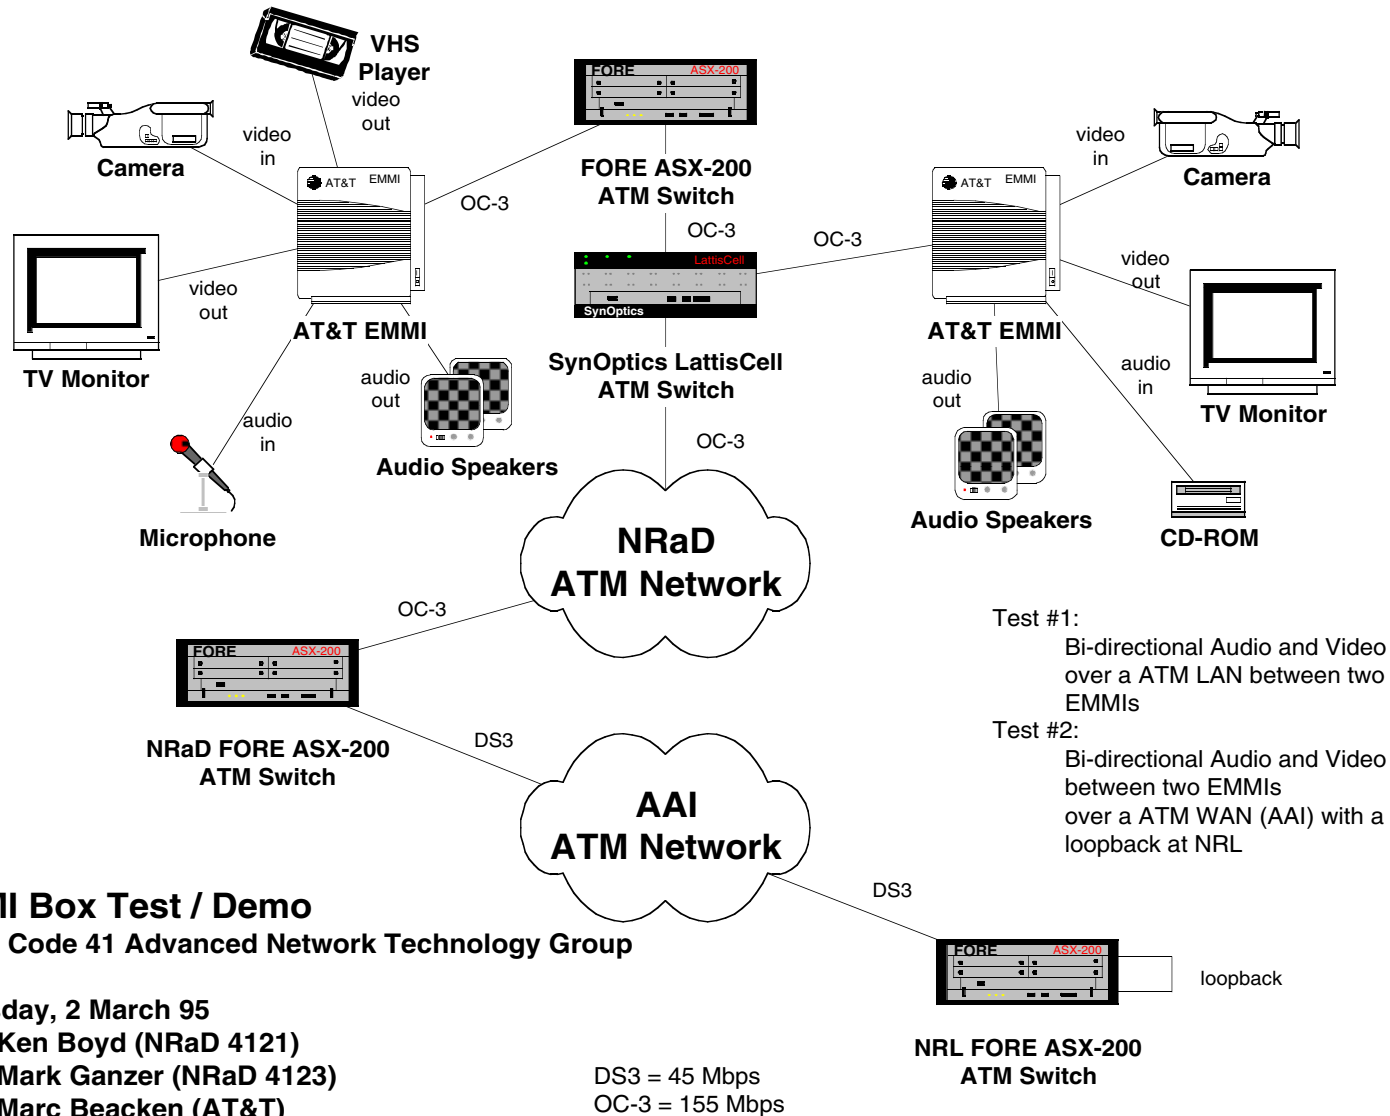 VHS
Player
video
out
FORE ASX-200
video
in
Camera
AT&T EMMI
OC-3
FORE ASX-200
ATM Switch
OC-3
OC-3
LattisCell
SynOptics
SynOptics LattisCell
ATM Switch
OC-3
video
out
TV Monitor
AT&T EMMI
audio
out
Audio Speakers
audio
in
Microphone
video
in
Camera
AT&T EMMI
video
out
TV Monitor
AT&T EMMI
audio
out
Audio Speakers
audio
in
CD-ROM
NRaD
ATM Network
OC-3
FORE ASX-200
NRaD FORE ASX-200
ATM Switch
DS3
AAI
ATM Network
DS3
FORE ASX-200
loopback
NRL FORE ASX-200
ATM Switch
Test #1:
Bi-directional Audio and Video
over a ATM LAN between two
EMMIs
Test #2:
Bi-directional Audio and Video
between two EMMIs
over a ATM WAN (AAI) with a
loopback at NRL
Box Test / Demo
Code 41 Advanced Network Technology Group
2 March 95
Ken Boyd (NRaD 4121)
Mark Ganzer (NRaD 4123)
Marc Beacken (AT&T)
DS3 = 45 Mbps
OC-3 = 155 Mbps